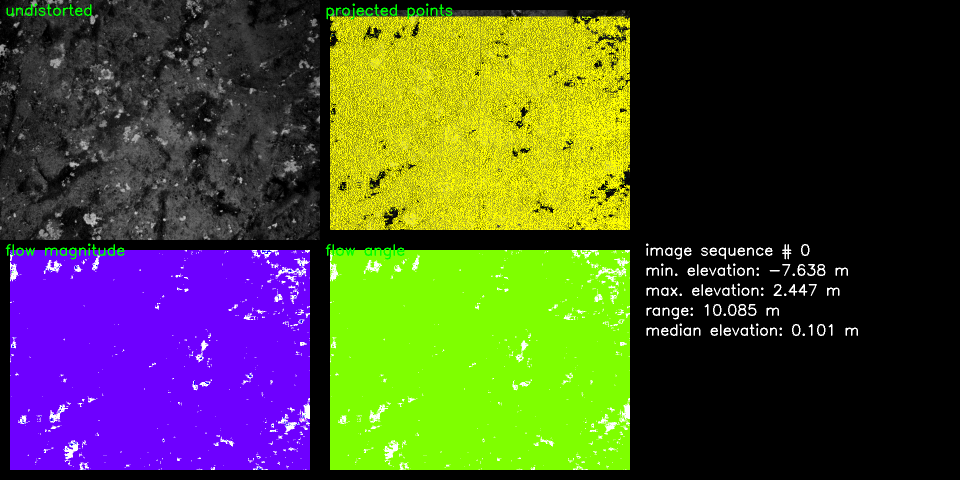 undistorted
projected points
flow magnitude
flow angle
image sequence # 0
min. elevation: -7.638 m
max. elevation: 2.447 m
range: 10.085 m
median elevation: 0.101 m